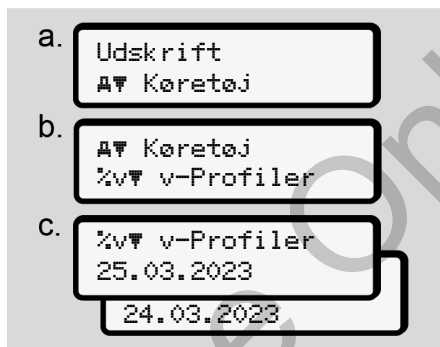 a.
Udskrift
Køretøj
b.
Køretøj
%v▼ v-Profiler
c.
%v▼ v-Profiler
25.03.2023
24.03.2023